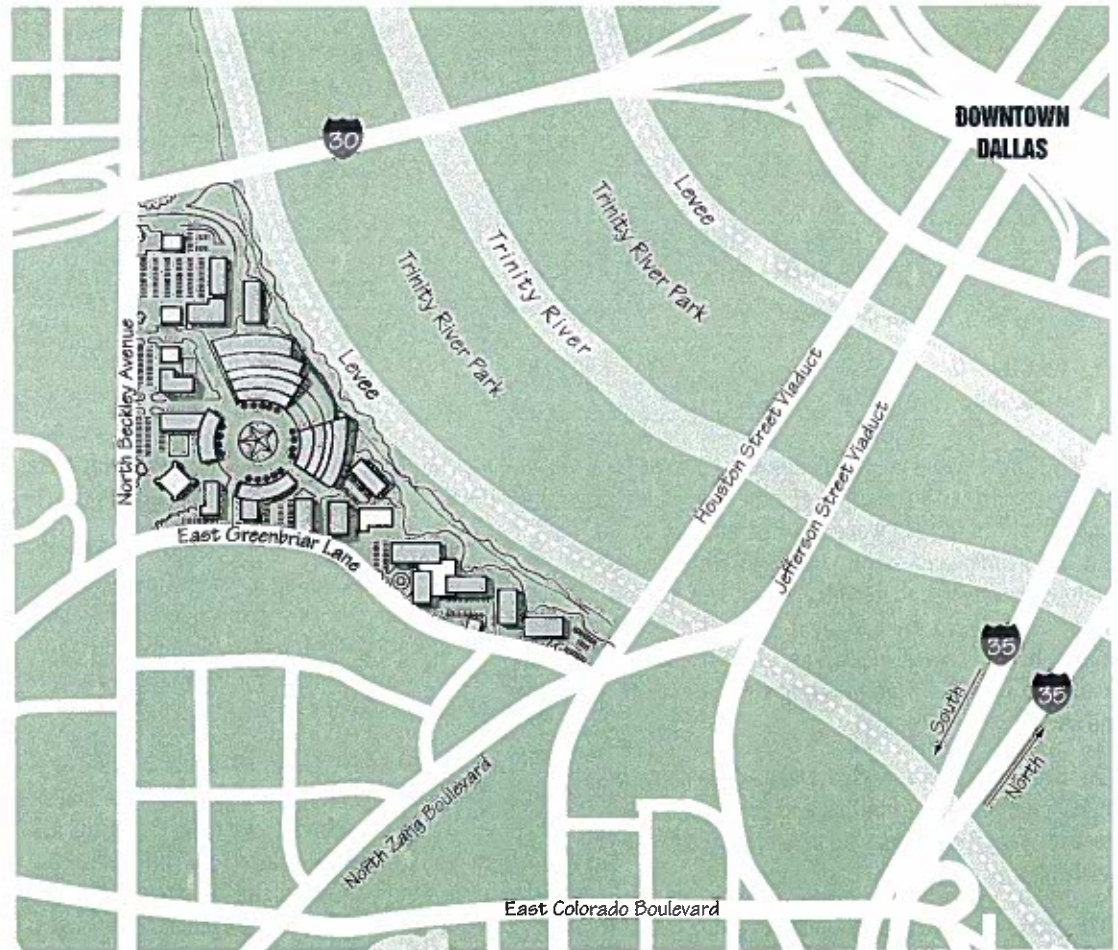 DOWNTOWN
DALLAS
30
Levee
Trinity River Park
Trinity River
Trinity River Park
Levee
North Beckley Avenue
Houston Street Viaduct
Jefferson Street Viaduct
East Greenbriar Lane
35
35
South
North
North Zang Boulevard
East Colorado Boulevard